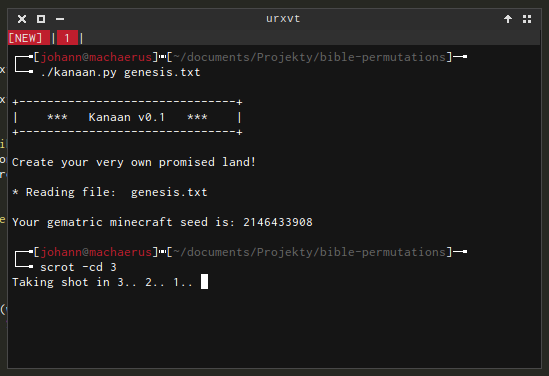 urxvt
[NEW] | 1 |
[johann@machaerus]-[~/documents/Projekty/bible-permutations]
./kanaan.py genesis.txt
+-------------------------------+
|    ***   Kanaan v0.1   ***    |
+-------------------------------+
Create your very own promised land!
* Reading file:  genesis.txt
Your gematric minecraft seed is: 2146433908
[johann@machaerus]-[~/documents/Projekty/bible-permutations]
scrot -cd 3
Taking shot in 3.. 2.. 1..